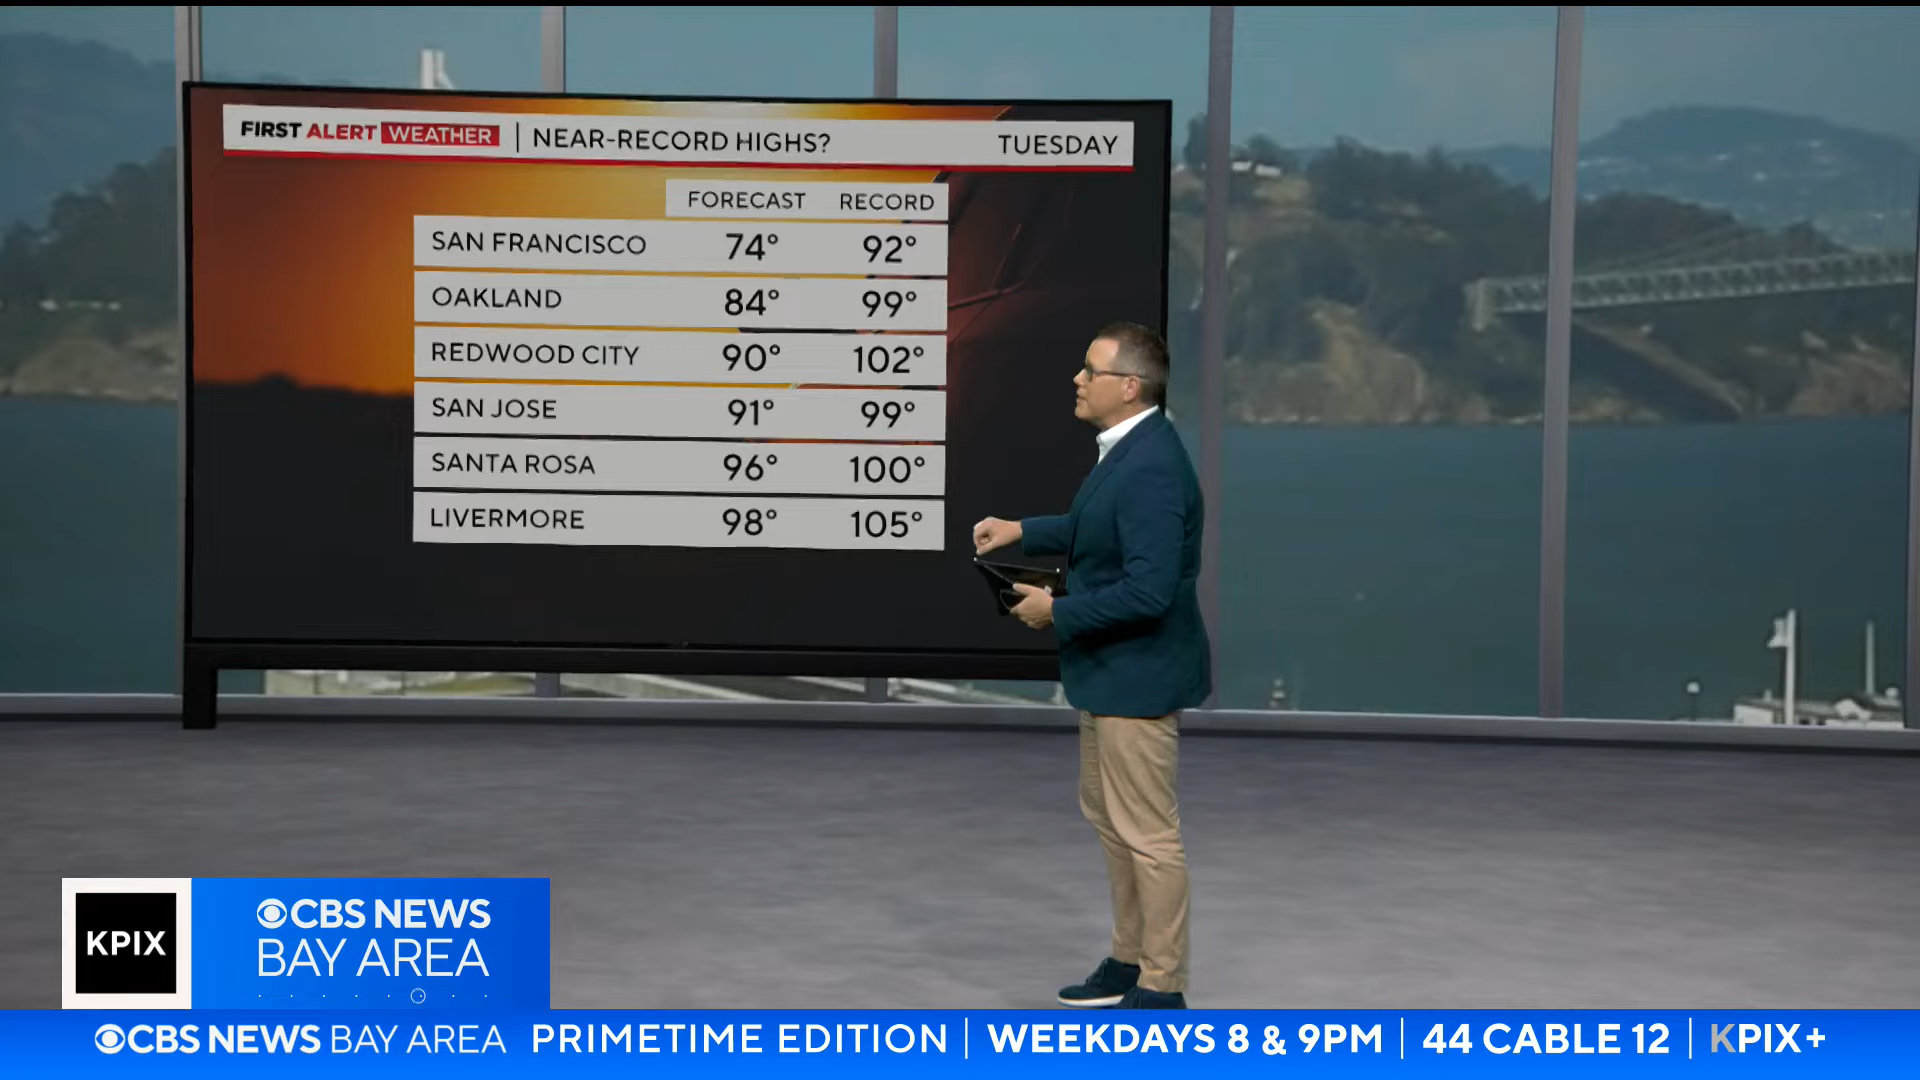 FIRST ALERT WEATHER | NEAR-RECORD HIGHS? TUESDAY
FORECAST RECORD
SAN FRANCISCO 74° 92°
OAKLAND 84° 99°
REDWOOD CITY 90° 102°
SAN JOSE 91° 99°
SANTA ROSA 96° 100°
LIVERMORE 98° 105°
KPIX
CBS NEWS
BAY AREA
CBS NEWS BAY AREA PRIMETIME EDITION | WEEKDAYS 8 & 9PM | 44 CABLE 12 | KPIX+